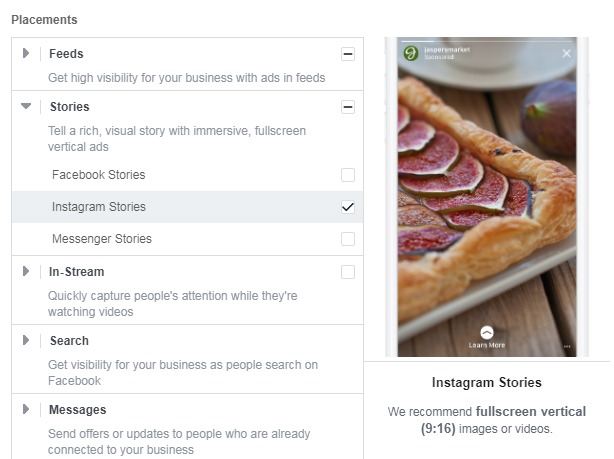 Placements
Feeds
Get high visibility for your business with ads in feeds
Stories
Tell a rich, visual story with immersive, fullscreen
vertical ads
Facebook Stories
Instagram Stories
Messenger Stories
In-Stream
Quickly capture people's attention while they're
watching videos
Search
Get visibility for your business as people search on
Facebook
Messages
Send offers or updates to people who are already
connected to your business
jaspersmarket
Sponsored
Learn More
Instagram Stories
We recommend fullscreen vertical
(9:16) images or videos.